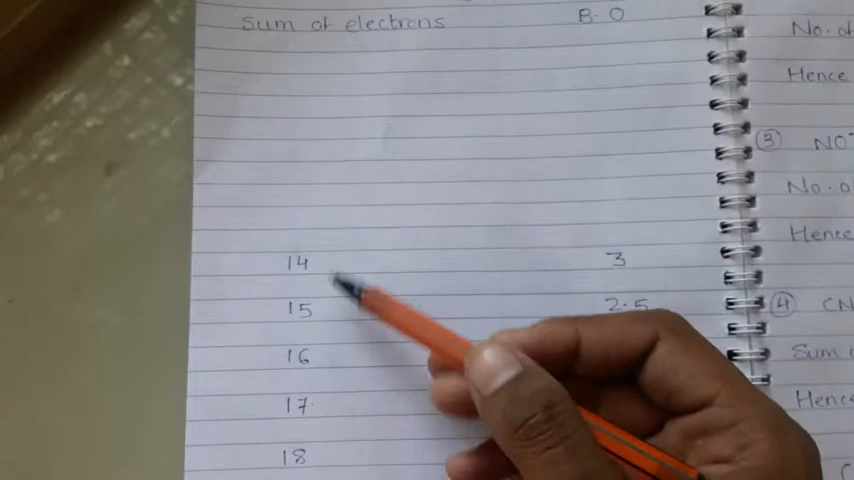 Sum of electrons B.O
14 3
15 2.5
16
17
18
No. o
Hence
③ NO
No. o
Hence
④ CN
Sum o
Hence